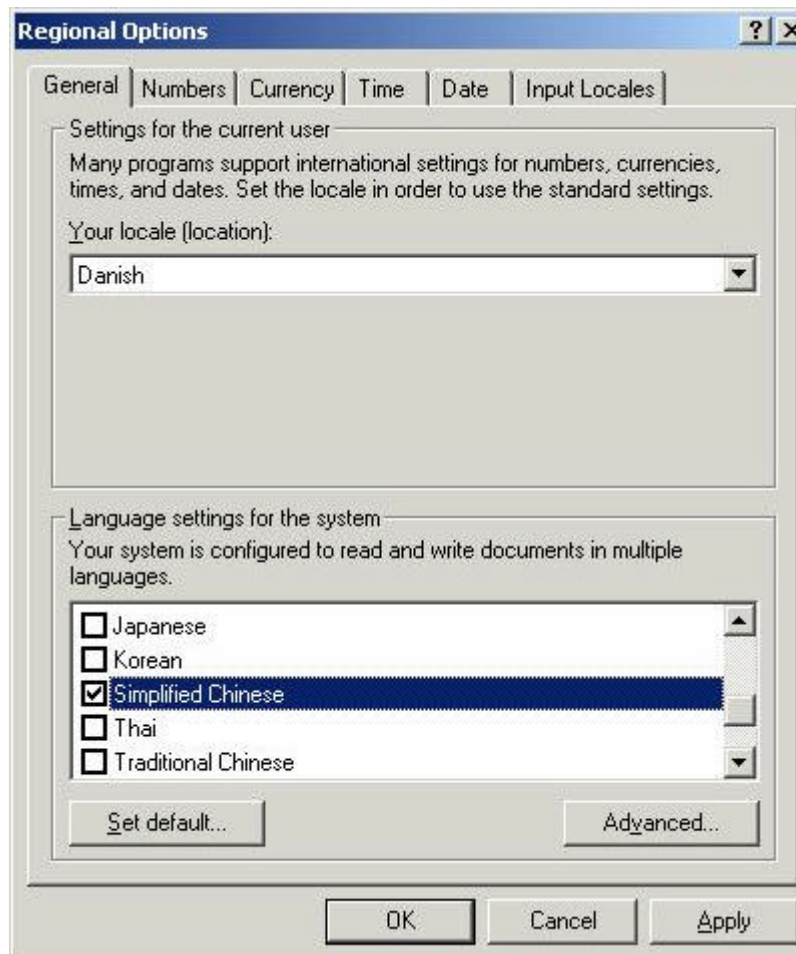 Regional Options
General Numbers Currency Time Date Input Locales
Settings for the current user
Many programs support international settings for numbers, currencies,
times, and dates. Set the locale in order to use the standard settings.
Your locale (location):
Danish
Language settings for the system
Your system is configured to read and write documents in multiple
languages.
Japanese
Korean
Simplified Chinese
Thai
Traditional Chinese
Set default... Advanced...
OK Cancel Apply